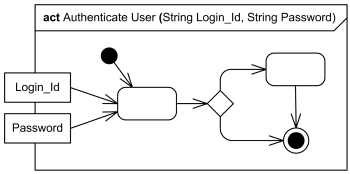 act Authenticate User (String Login_Id, String Password)
Login_Id
Password